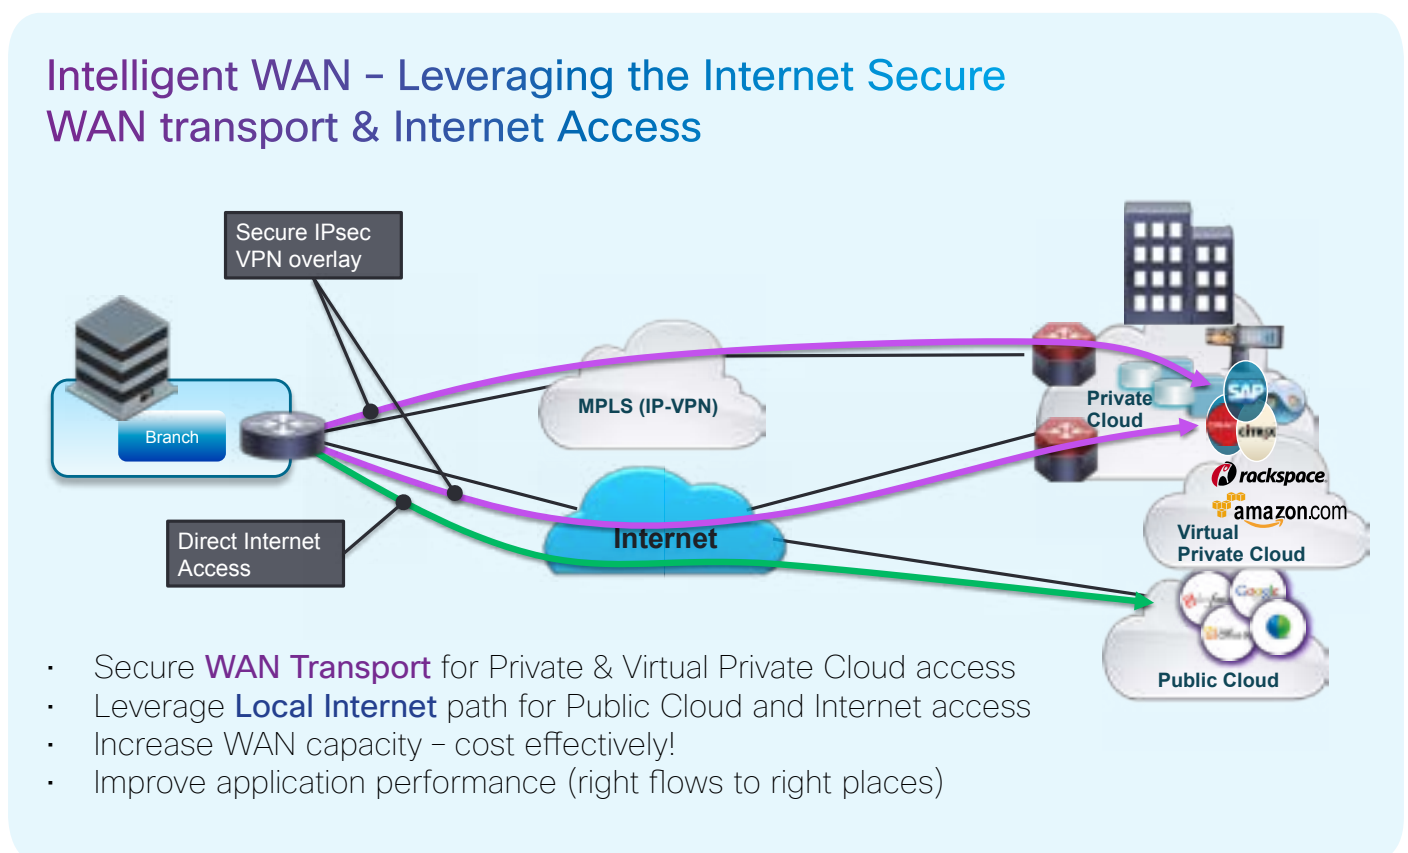 Intelligent WAN – Leveraging the Internet Secure
WAN transport & Internet Access
Secure IPsec
VPN overlay
Branch
MPLS (IP-VPN)
Internet
Direct Internet
Access
Private
Cloud
SAP
citrix
rackspace
amazon.com
Virtual
Private Cloud
Google
Public Cloud
· Secure WAN Transport for Private & Virtual Private Cloud access
· Leverage Local Internet path for Public Cloud and Internet access
· Increase WAN capacity – cost effectively!
· Improve application performance (right flows to right places)